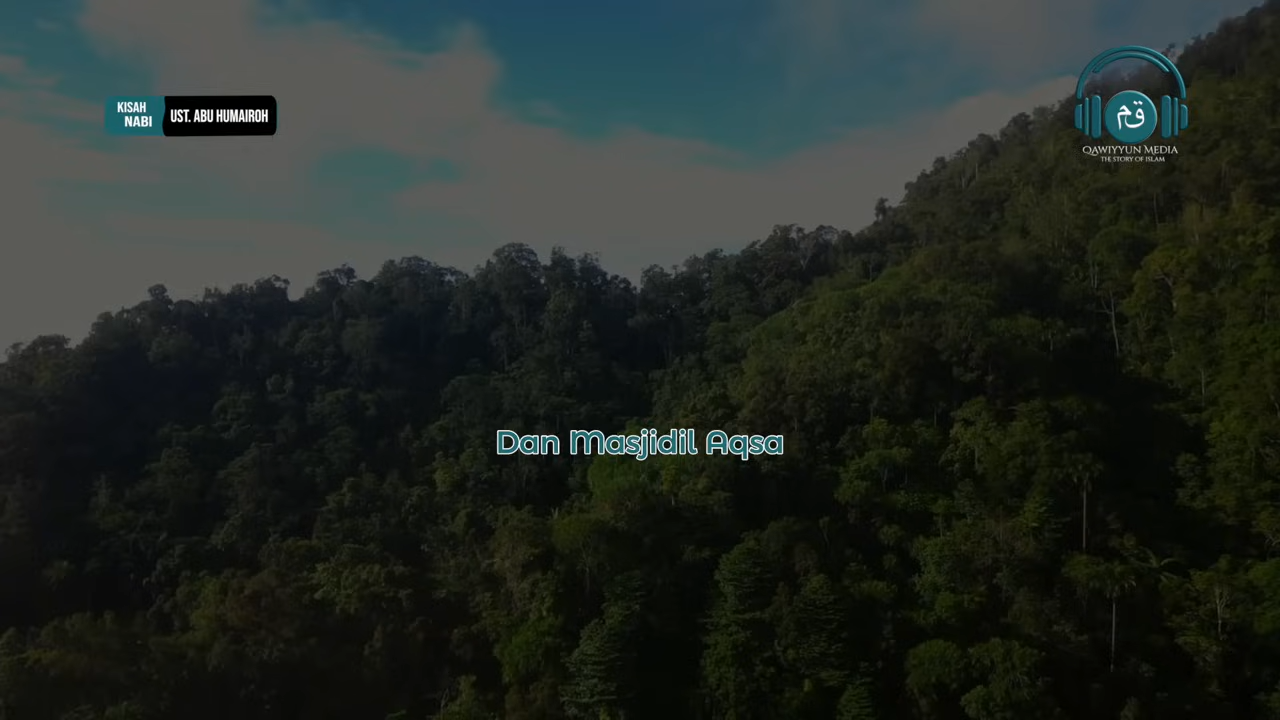 KISAH
NABI
UST. ABU HUMAIROH
قم
QAWIYYUN MEDIA
THE STORY OF ISLAM
Dan Masjidil Aqsa